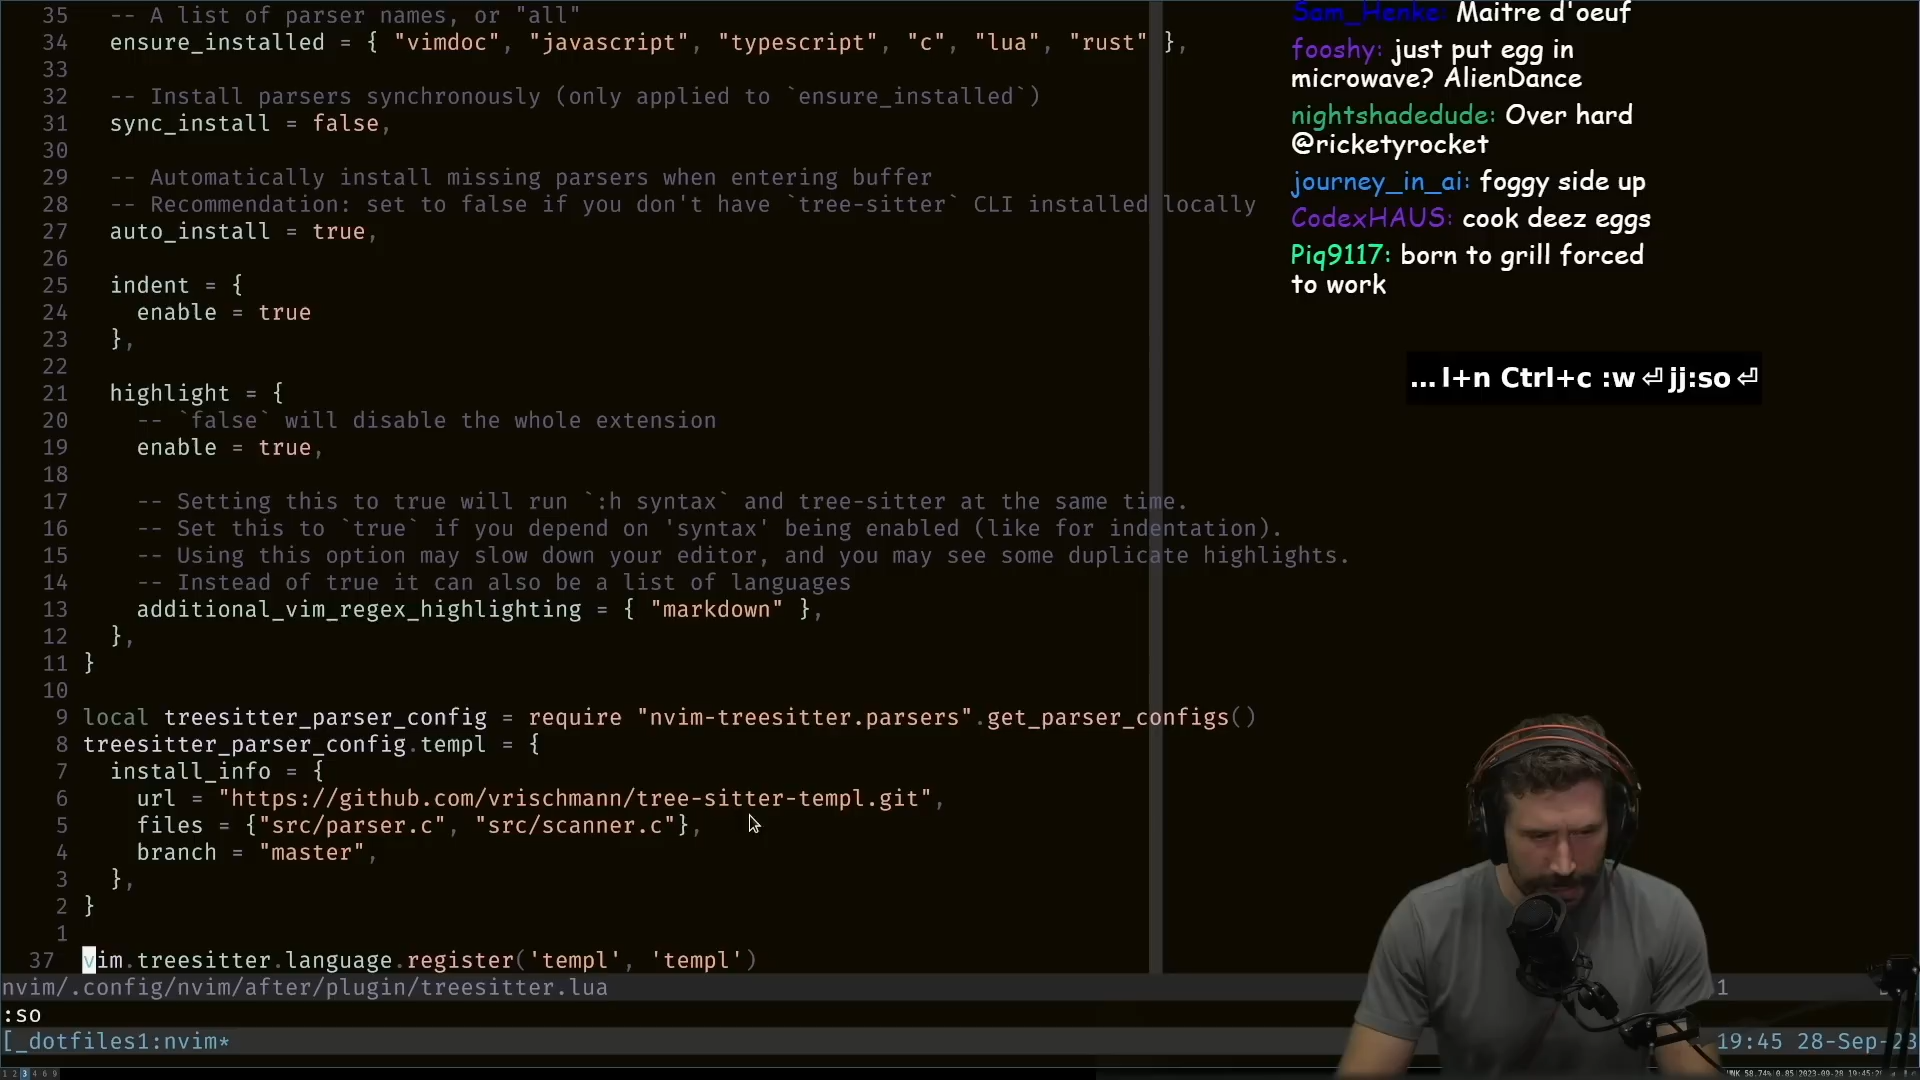 35 -- A list of parser names, or "all"
34 ensure_installed = { "vimdoc", "javascript", "typescript", "c", "lua", "rust" },
33
32 -- Install parsers synchronously (only applied to `ensure_installed`)
31 sync_install = false,
30
29 -- Automatically install missing parsers when entering buffer
28 -- Recommendation: set to false if you don't have `tree-sitter` CLI installed locally
27 auto_install = true,
26
25 indent = {
24 enable = true
23 },
22
21 highlight = {
20 -- `false` will disable the whole extension
19 enable = true,
18
17 -- Setting this to true will run `:h syntax` and tree-sitter at the same time.
16 -- Set this to `true` if you depend on 'syntax' being enabled (like for indentation).
15 -- Using this option may slow down your editor, and you may see some duplicate highlights.
14 -- Instead of true it can also be a list of languages
13 additional_vim_regex_highlighting = { "markdown" },
12 },
11 }
10
9 local treesitter_parser_config = require "nvim-treesitter.parsers".get_parser_configs()
8 treesitter_parser_config.templ = {
7 install_info = {
6 url = "https://github.com/vrischmann/tree-sitter-templ.git",
5 files = {"src/parser.c", "src/scanner.c"},
4 branch = "master",
3 },
2 }
1
37 vim.treesitter.language.register('templ', 'templ')
nvim/.config/nvim/after/plugin/treesitter.lua 1
:so
[_dotfiles1:nvim* 19:45 28-Sep-23
Sam_Henke: Maitre d'oeuf
fooshy: just put egg in
microwave? AlienDance
nightshadedude: Over hard
@ricketyrocket
journey_in_ai: foggy side up
CodexHAUS: cook deez eggs
Piq9117: born to grill forced
to work
...l+n Ctrl+c :w⏎jj:so⏎